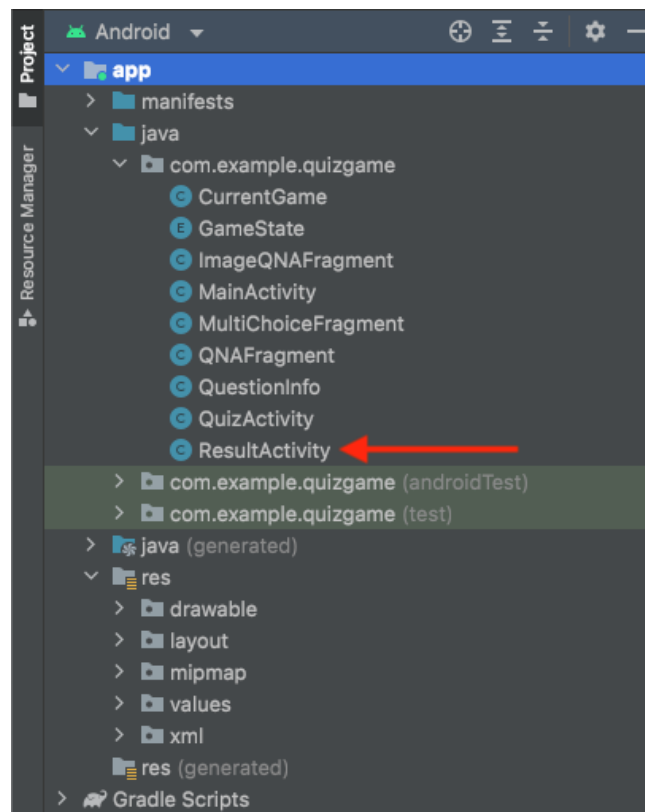 Project
Resource Manager
Android
app
manifests
java
com.example.quizgame
C CurrentGame
E GameState
C ImageQNAFragment
C MainActivity
C MultiChoiceFragment
C QNAFragment
C QuestionInfo
C QuizActivity
C ResultActivity
com.example.quizgame (androidTest)
com.example.quizgame (test)
java (generated)
res
drawable
layout
mipmap
values
xml
res (generated)
Gradle Scripts